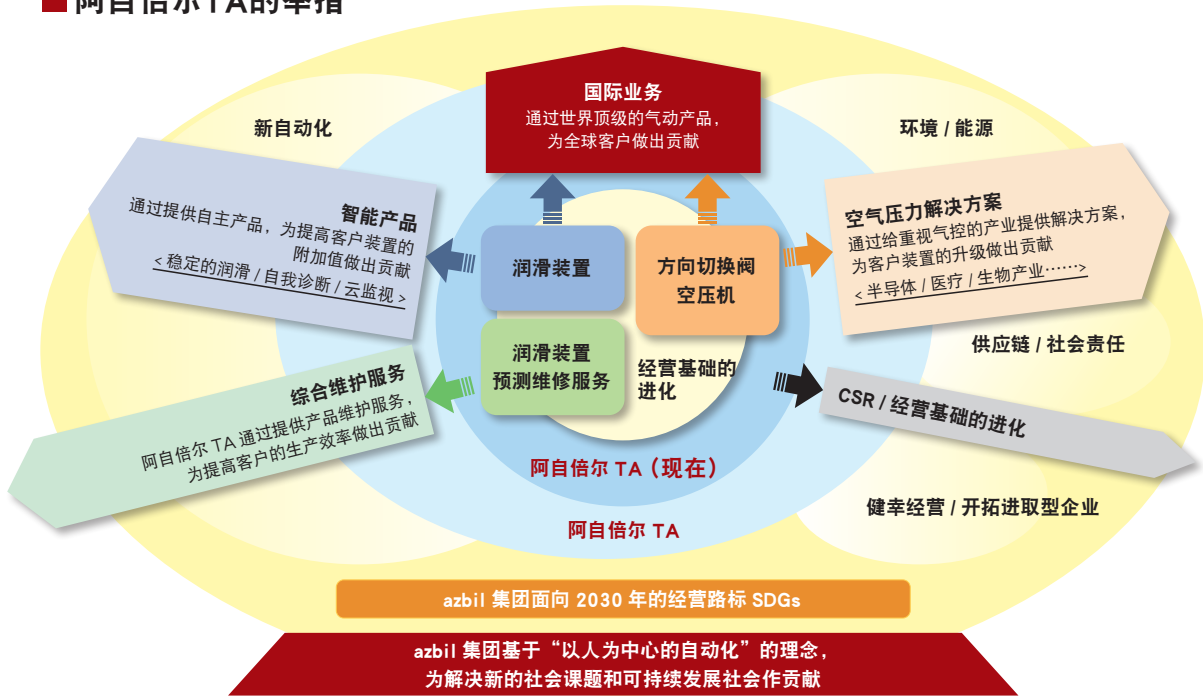 阿自倍尔TA的举措
国际业务
通过世界顶级的气动产品，
为全球客户做出贡献
新自动化
环境 / 能源
智能产品
通过提供自主产品，为提高客户装置的
附加值做出贡献
< 稳定的润滑 / 自我诊断 / 云监视 >
空气压力解决方案
通过给重视气控的产业提供解决方案，
为客户装置的升级做出贡献
< 半导体 / 医疗 / 生物产业……>
润滑装置
方向切换阀
空压机
润滑装置
预测维修服务
经营基础的
进化
供应链 / 社会责任
综合维护服务
阿自倍尔 TA 通过提供产品维护服务，
为提高客户的生产效率做出贡献
CSR / 经营基础的进化
阿自倍尔 TA（现在）
健幸经营 / 开拓进取型企业
阿自倍尔 TA
azbil 集团面向 2030 年的经营路标 SDGs
azbil 集团基于“以人为中心的自动化”的理念，
为解决新的社会课题和可持续发展社会作贡献